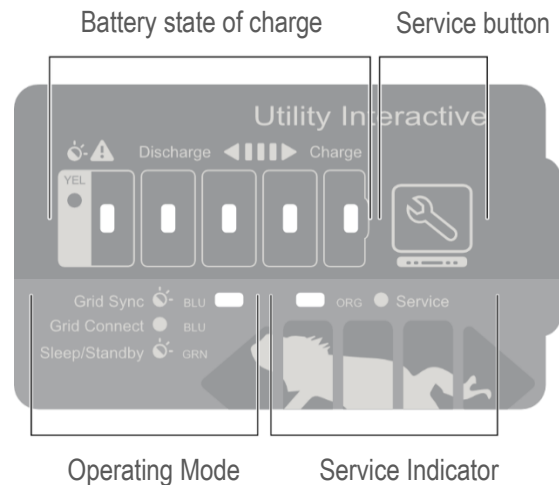 Battery state of charge
Service button
Utility Interactive
Discharge
Charge
YEL
Grid Sync BLU
ORG Service
Grid Connect BLU
Sleep/Standby GRN
Operating Mode
Service Indicator